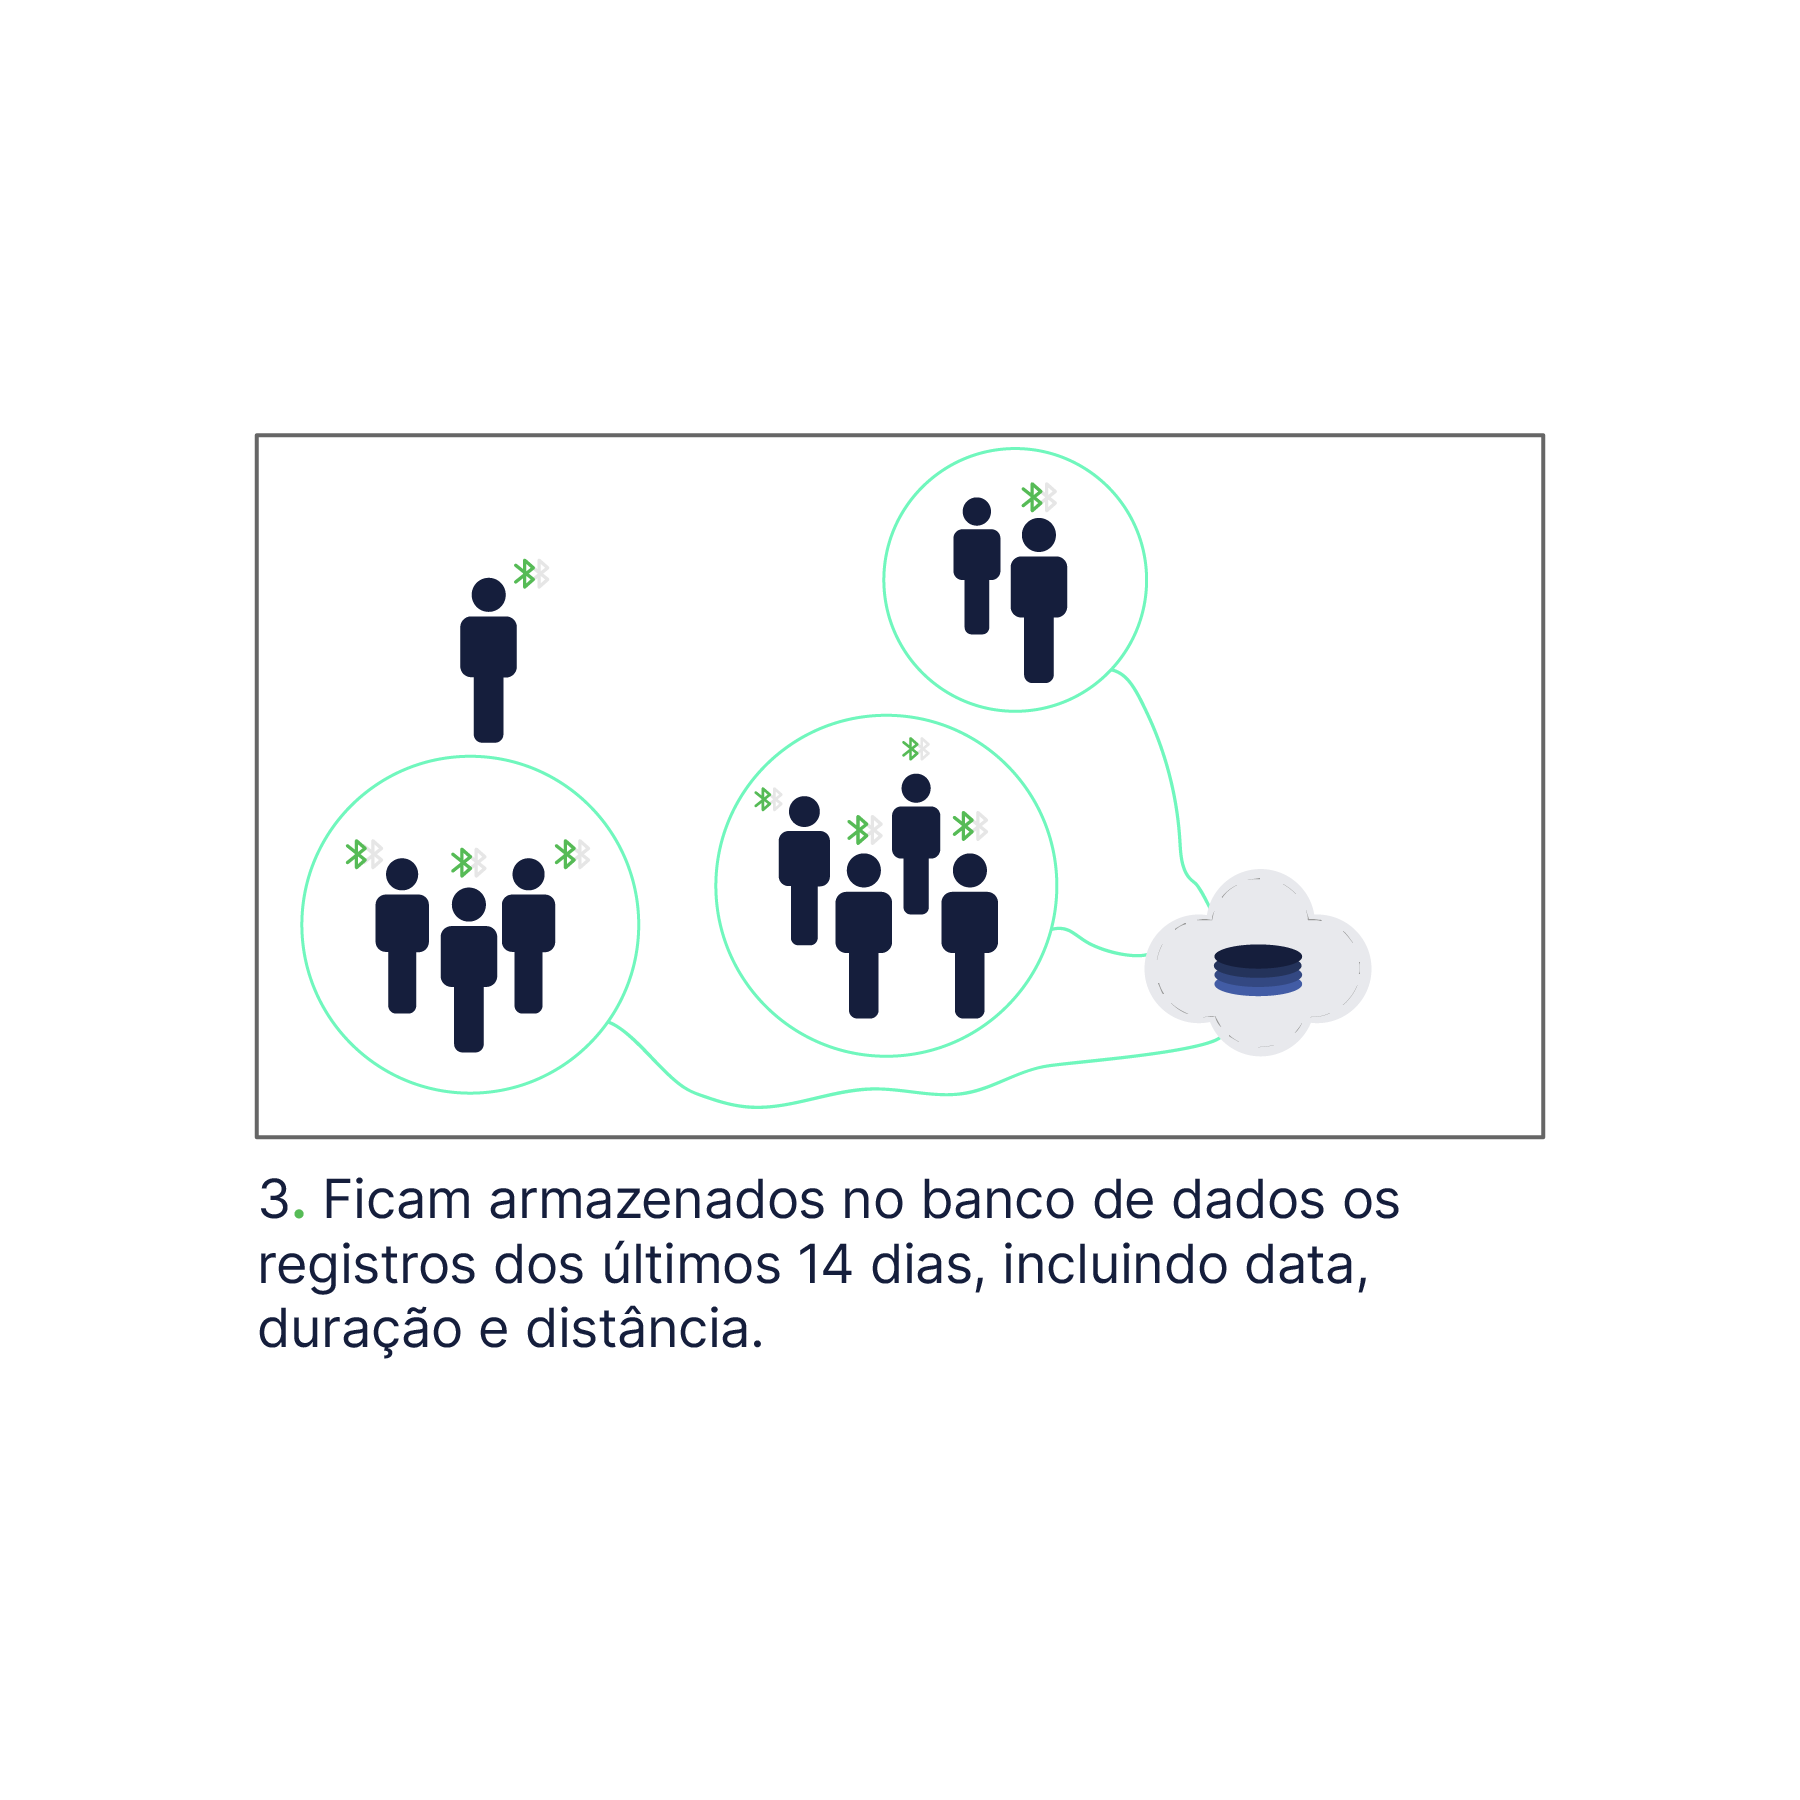 3. Ficam armazenados no banco de dados os
registros dos últimos 14 dias, incluindo data,
duração e distância.